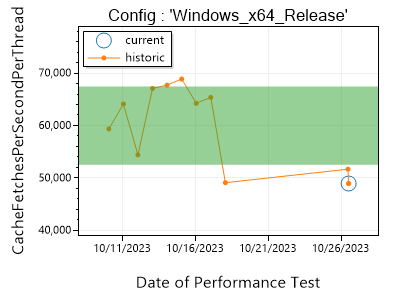 Config : 'Windows_x64_Release'
current
historic
CacheFetchesPerSecondPerThread
70,000
60,000
50,000
40,000
10/11/2023
10/16/2023
10/21/2023
10/26/2023
Date of Performance Test